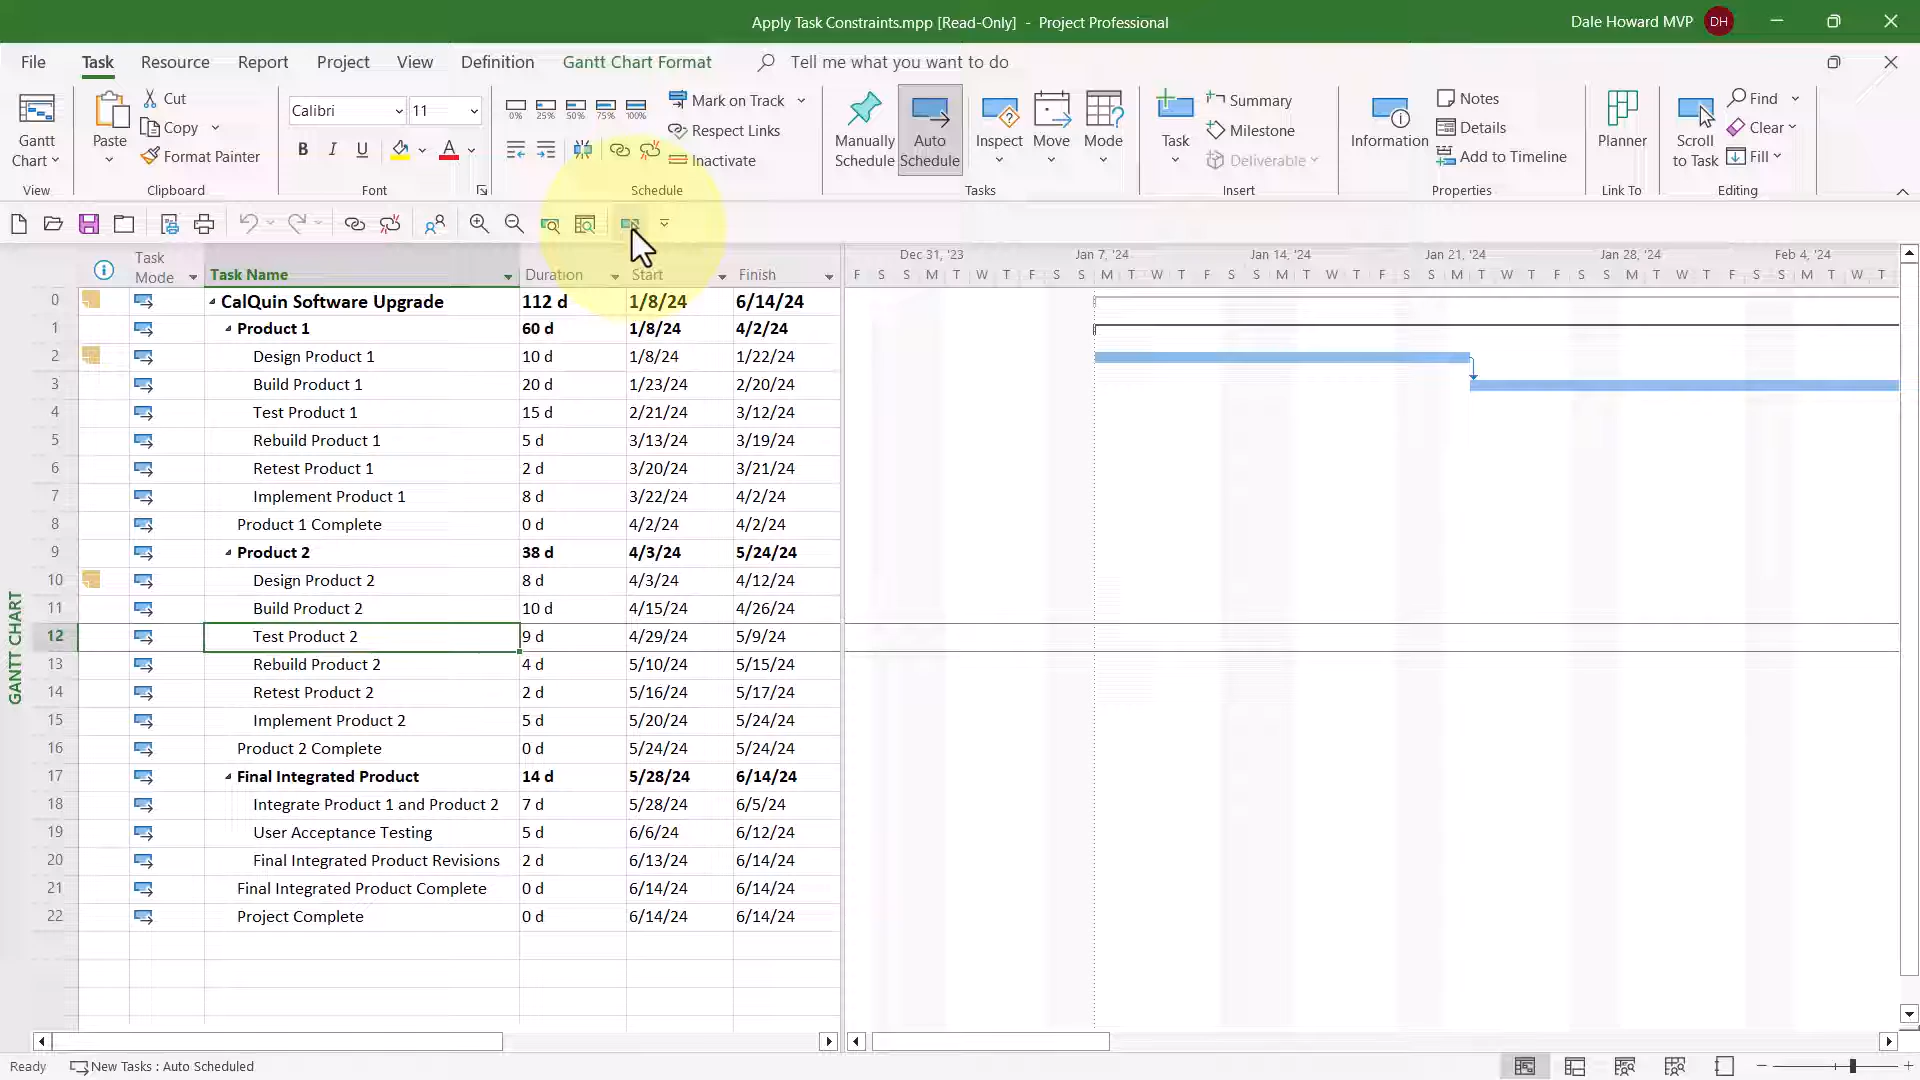 Apply Task Constraints.mpp [Read-Only] - Project Professional
Dale Howard MVP DH
File Task Resource Report Project View Definition Gantt Chart Format Tell me what you want to do
Gantt Chart
View
Paste
Cut
Copy
Format Painter
Clipboard
Calibri 11
B I U A
Font
0% 25% 50% 75% 100%
Mark on Track
Respect Links
Inactivate
Schedule
Manually Schedule
Auto Schedule
Inspect
Move
Mode
Tasks
Task
Summary
Milestone
Deliverable
Insert
Information
Notes
Details
Add to Timeline
Properties
Planner
Link To
Scroll to Task
Find
Clear
Fill
Editing
Task Mode Task Name Duration Start Finish
Dec 31, '23 Jan 7, '24 Jan 14, '24 Jan 21, '24 Jan 28, '24 Feb 4, '24
F S S M T W T F S S M T W T F S S M T W T F S S M T W T F S S M T W T F S S M T W T
0 CalQuin Software Upgrade 112 d 1/8/24 6/14/24
1 Product 1 60 d 1/8/24 4/2/24
2 Design Product 1 10 d 1/8/24 1/22/24
3 Build Product 1 20 d 1/23/24 2/20/24
4 Test Product 1 15 d 2/21/24 3/12/24
5 Rebuild Product 1 5 d 3/13/24 3/19/24
6 Retest Product 1 2 d 3/20/24 3/21/24
7 Implement Product 1 8 d 3/22/24 4/2/24
8 Product 1 Complete 0 d 4/2/24 4/2/24
9 Product 2 38 d 4/3/24 5/24/24
10 Design Product 2 8 d 4/3/24 4/12/24
11 Build Product 2 10 d 4/15/24 4/26/24
12 Test Product 2 9 d 4/29/24 5/9/24
13 Rebuild Product 2 4 d 5/10/24 5/15/24
14 Retest Product 2 2 d 5/16/24 5/17/24
15 Implement Product 2 5 d 5/20/24 5/24/24
16 Product 2 Complete 0 d 5/24/24 5/24/24
17 Final Integrated Product 14 d 5/28/24 6/14/24
18 Integrate Product 1 and Product 2 7 d 5/28/24 6/5/24
19 User Acceptance Testing 5 d 6/6/24 6/12/24
20 Final Integrated Product Revisions 2 d 6/13/24 6/14/24
21 Final Integrated Product Complete 0 d 6/14/24 6/14/24
22 Project Complete 0 d 6/14/24 6/14/24
GANTT CHART
Ready New Tasks : Auto Scheduled